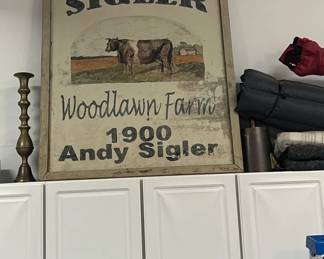 SIGLER
Woodlawn Farm
1900
Andy Sigler